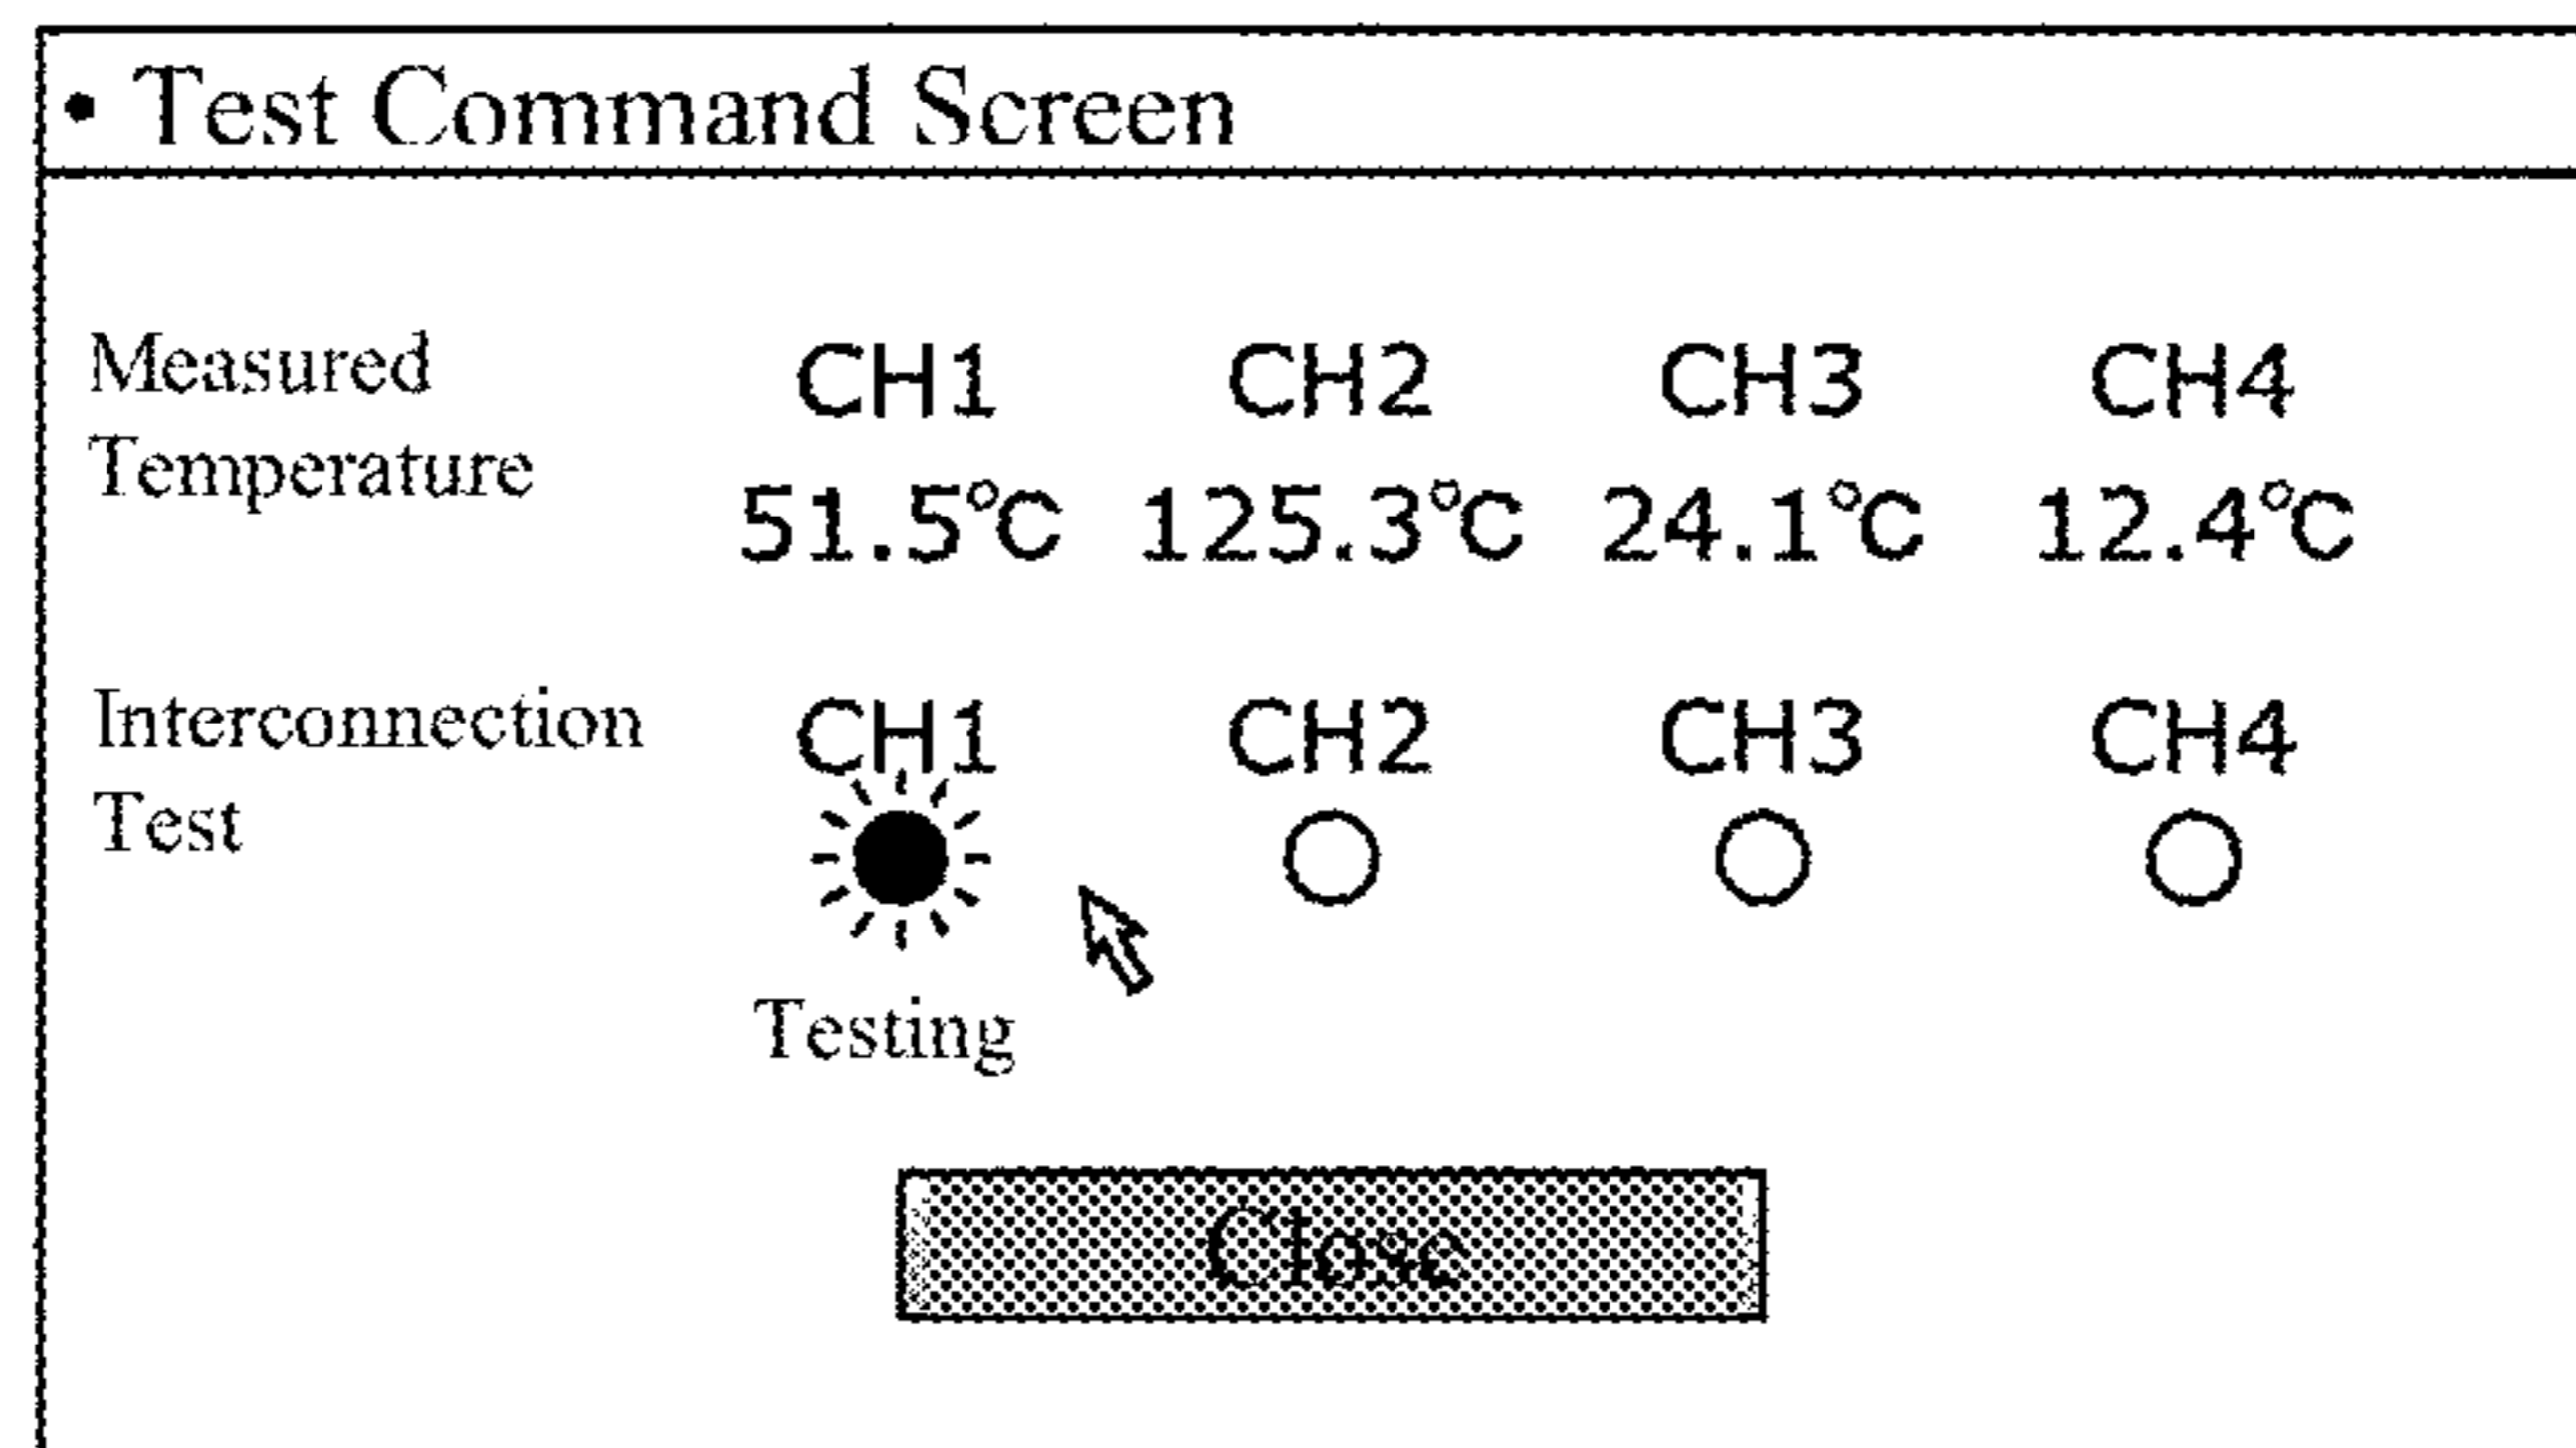 • Test Command Screen
Measured CH1 CH2 CH3 CH4
Temperature
51.5℃ 125.3℃ 24.1℃ 12.4℃
Interconnection CH1 CH2 CH3 CH4
Test
Testing
Close